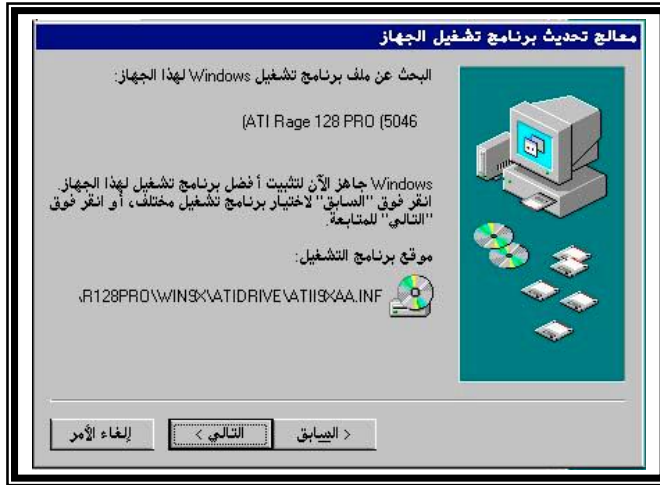 معالج تحديث برنامج تشغيل الجهاز
البحث عن ملف برنامج تشغيل Windows لهذا الجهاز:
(ATI Rage 128 PRO (5046
Windows جاهز الآن لتثبيت أفضل برنامج تشغيل لهذا الجهاز.
انقر فوق "السابق" لاختيار برنامج تشغيل مختلف، أو انقر فوق
"التالي" للمتابعة.
موقع برنامج التشغيل:
\R128PRO\WIN9X\ATIDRIVE\ATII9XAA.INF
< السابق
التالي >
إلغاء الأمر